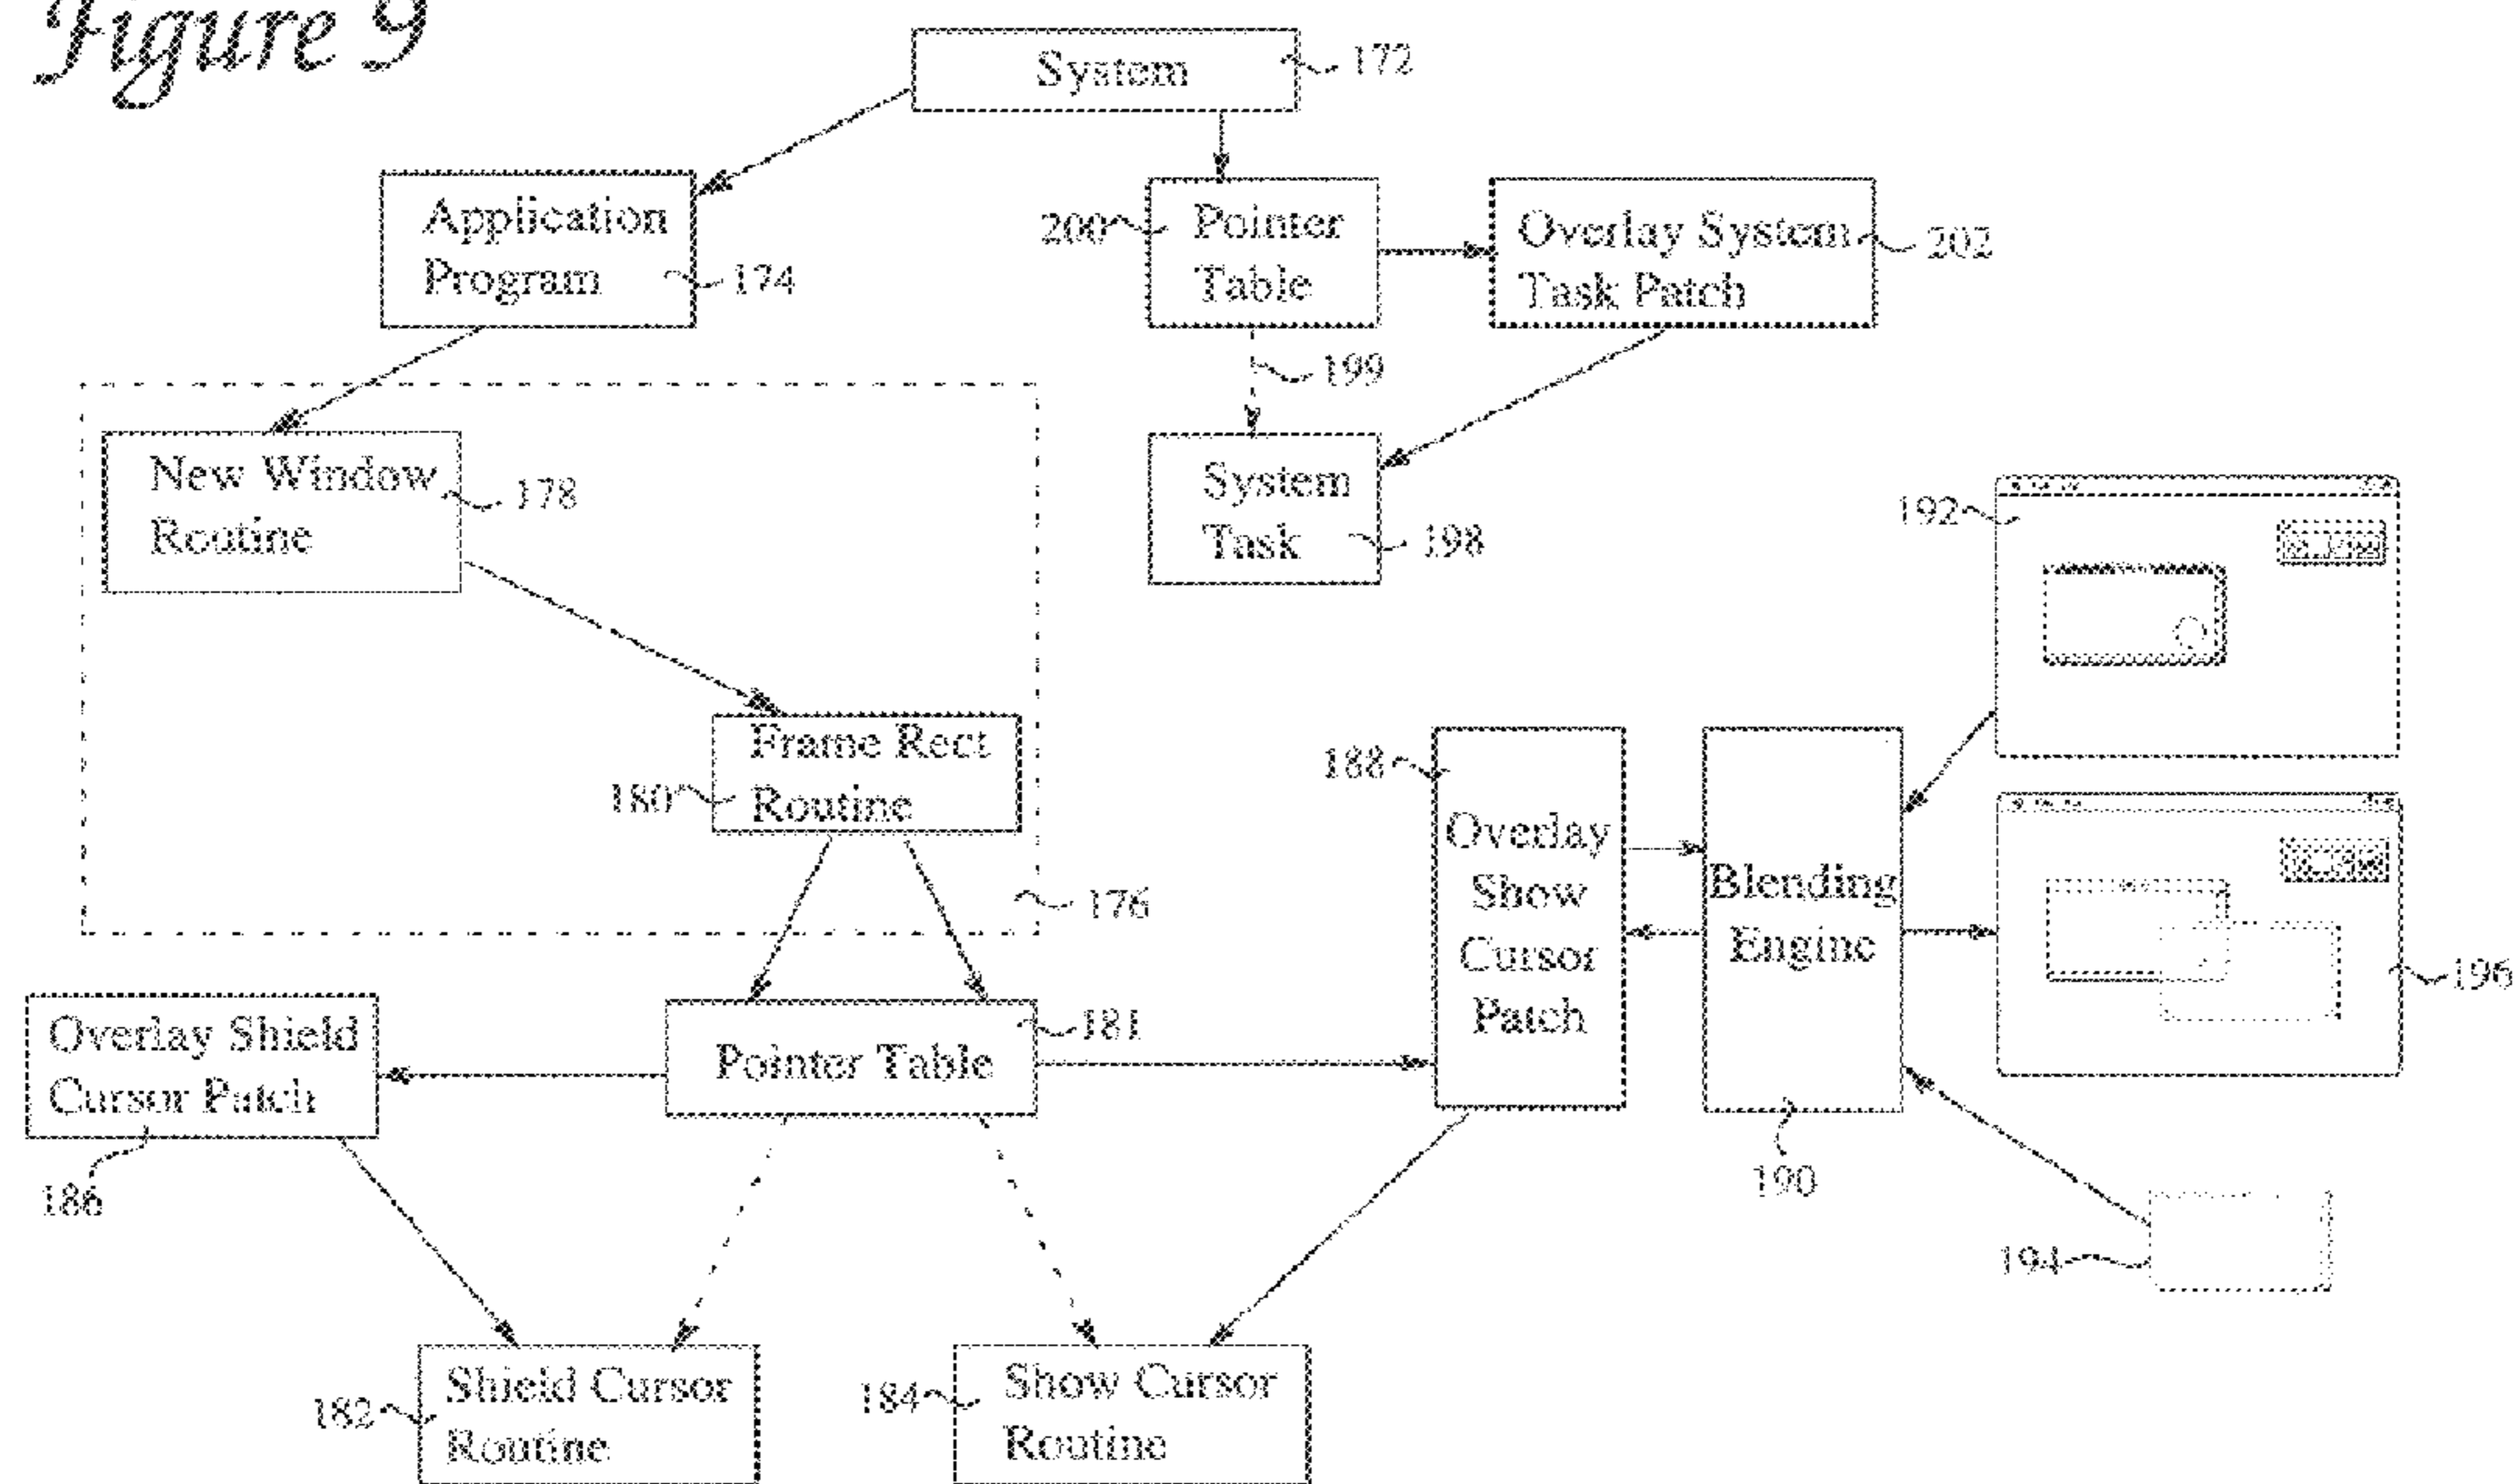 Figure 9
System
172
Application
Program
174
200
Pointer
Table
Overlay System
Task Patch
202
199
New Window
Routine
178
System
Task
198
192
Frame Rect
Routine
180
176
188
Overlay
Show
Cursor
Patch
Blending
Engine
190
196
Overlay Shield
Cursor Patch
186
Pointer Table
181
194
182
Shield Cursor
Routine
184
Show Cursor
Routine